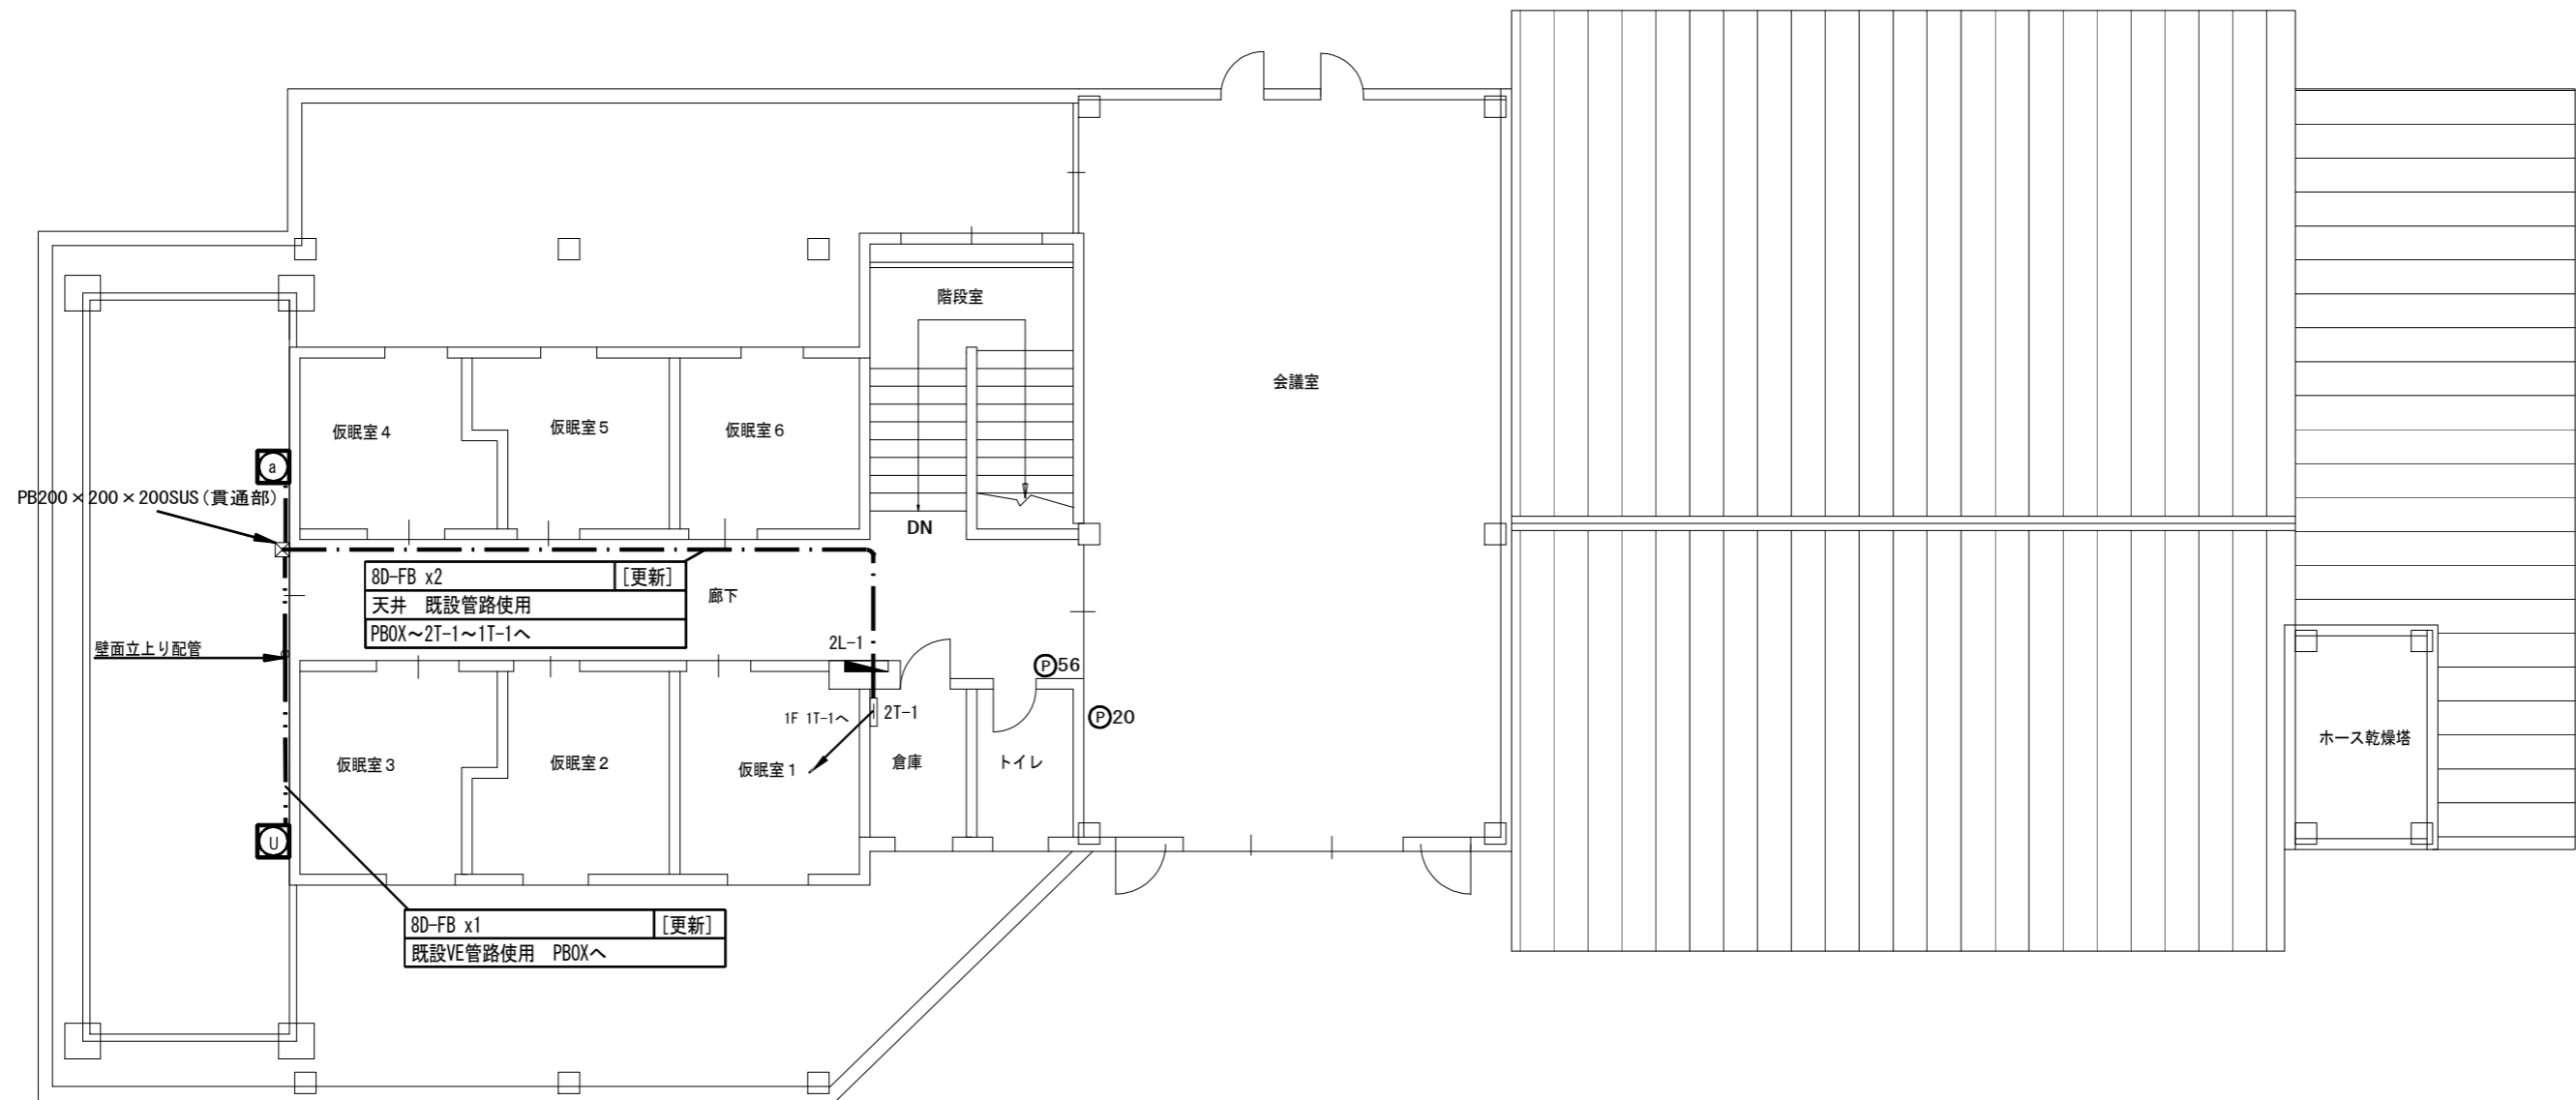 階段室
会議室
仮眠室4
仮眠室5
仮眠室6
a
PB200×200×200SUS(貫通部)
DN
8D-FB x2 [更新]
天井 既設管路使用
PBOX～2T-1～1T-1へ
廊下
壁面立上り配管
2L-1
P56
1F 1T-1へ
2T-1
P20
仮眠室3
仮眠室2
仮眠室1
倉庫
トイレ
ホース乾燥塔
U
8D-FB x1 [更新]
既設VE管路使用 PBOXへ